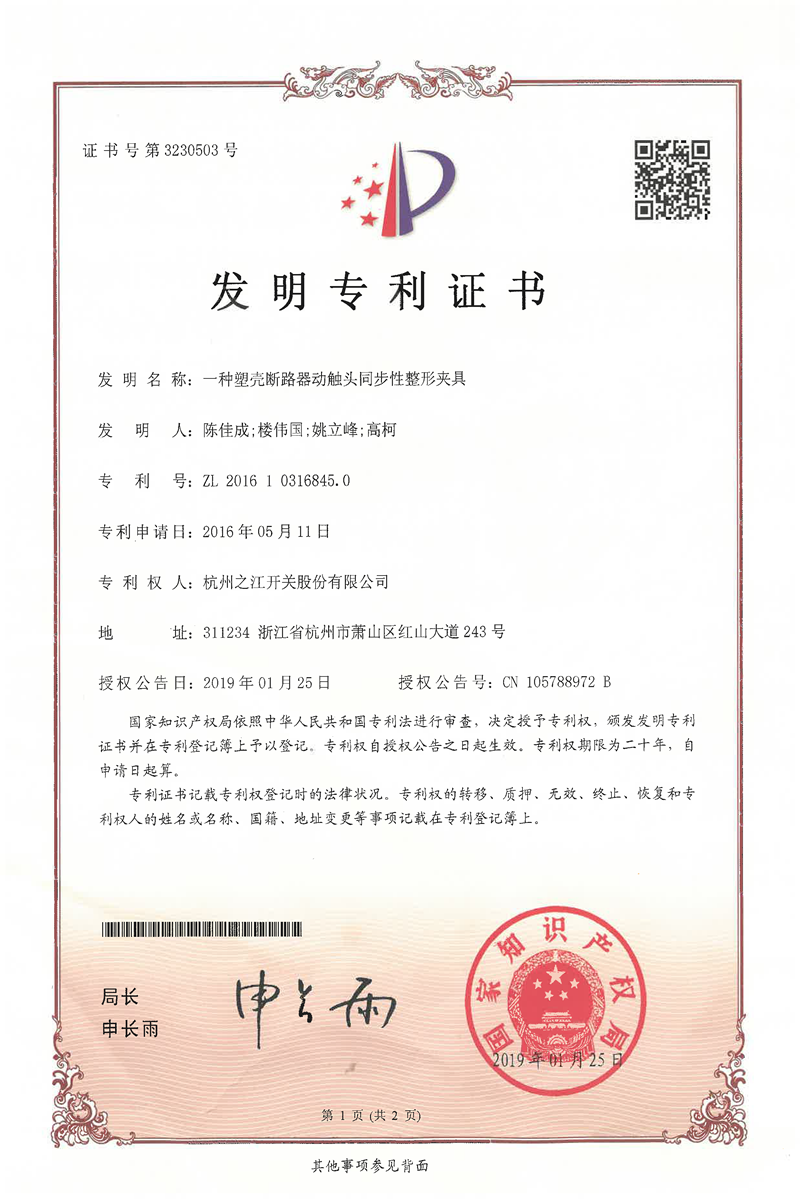 证书号第3230503号
发明专利证书
发明名称：一种塑壳断路器动触头同步性整形夹具
发明人：陈佳成;楼伟国;姚立峰;高柯
专利号：ZL 2016 1 0316845.0
专利申请日：2016年05月11日
专利权人：杭州之江开关股份有限公司
地址：311234 浙江省杭州市萧山区红山大道243号
授权公告日：2019年01月25日 授权公告号：CN 105788972 B
国家知识产权局依照中华人民共和国专利法进行审查，决定授予专利权，颁发发明专利
证书并在专利登记簿上予以登记。专利权自授权公告之日起生效。专利权期限为二十年，自
申请日起算。
专利证书记载专利权登记时的法律状况。专利权的转移、质押、无效、终止、恢复和专
利权人的姓名或名称、国籍、地址变更等事项记载在专利登记簿上。
局长
申长雨
申长雨
国家知识产权局
2019年01月25日
第 1 页 (共 2 页)
其他事项参见背面